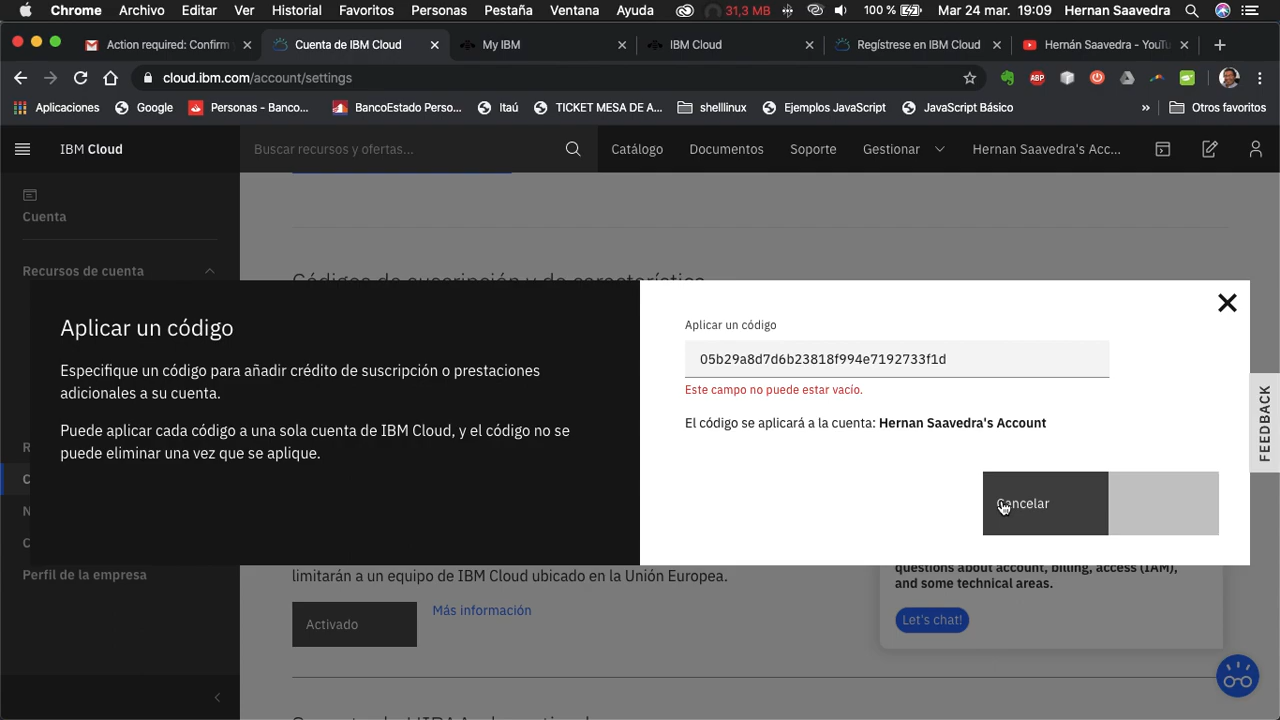 Chrome Archivo Editar Ver Historial Favoritos Personas Pestaña Ventana Ayuda 31,3 MB 100 % Mar 24 mar. 19:09 Hernan Saavedra
Action required: Confirm
Cuenta de IBM Cloud
My IBM
IBM Cloud
Regístrese en IBM Cloud
Hernán Saavedra - YouTu
cloud.ibm.com/account/settings
ABP
Aplicaciones Google Personas - Banco... BancoEstado Perso... Itaú TICKET MESA DE A... shelllinux Ejemplos JavaScript JavaScript Básico » Otros favoritos
IBM Cloud Buscar recursos y ofertas... Catálogo Documentos Soporte Gestionar Hernan Saavedra's Acc...
Cuenta
Recursos de cuenta
Códigos de suscripción y de característica
Aplicar un código
Especifique un código para añadir crédito de suscripción o prestaciones
adicionales a su cuenta.
Puede aplicar cada código a una sola cuenta de IBM Cloud, y el código no se
puede eliminar una vez que se aplique.
Aplicar un código
05b29a8d7d6b23818f994e7192733f1d
Este campo no puede estar vacío.
El código se aplicará a la cuenta: Hernan Saavedra's Account
Cancelar
FEEDBACK
R
C
N
C
Perfil de la empresa
limitarán a un equipo de IBM Cloud ubicado en la Unión Europea.
Activado
Más información
questions about account, billing, access (IAM),
and some technical areas.
Let's chat!